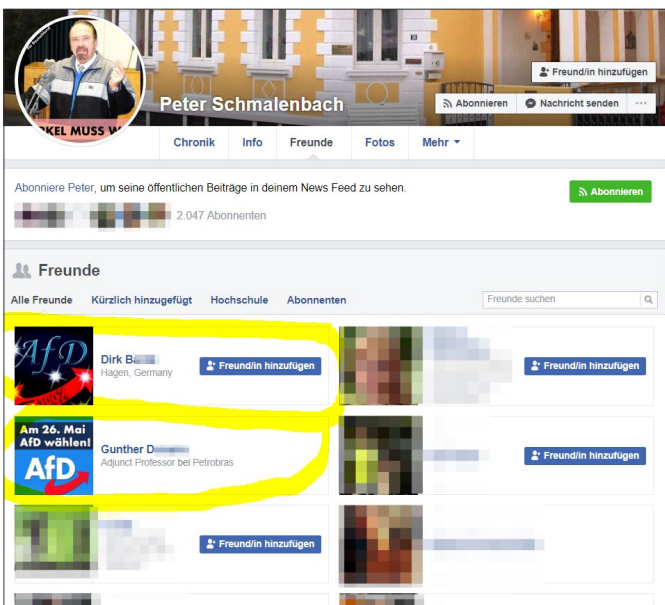 Freund/in hinzufügen
Peter Schmalenbach
Abonnieren Nachricht senden ...
KEL MUSS W
Chronik Info Freunde Fotos Mehr
Abonniere Peter, um seine öffentlichen Beiträge in deinem News Feed zu sehen.
Abonnieren
2.047 Abonnenten
Freunde
Alle Freunde Kürzlich hinzugefügt Hochschule Abonnenten
Freunde suchen
AfD
Dirk
Hagen, Germany
Freund/in hinzufügen
Freund/in hinzufügen
Am 26. Mai
AfD wählen!
AfD
Gunther
Adjunct Professor bei Petrobras
Freund/in hinzufügen
Freund/in hinzufügen